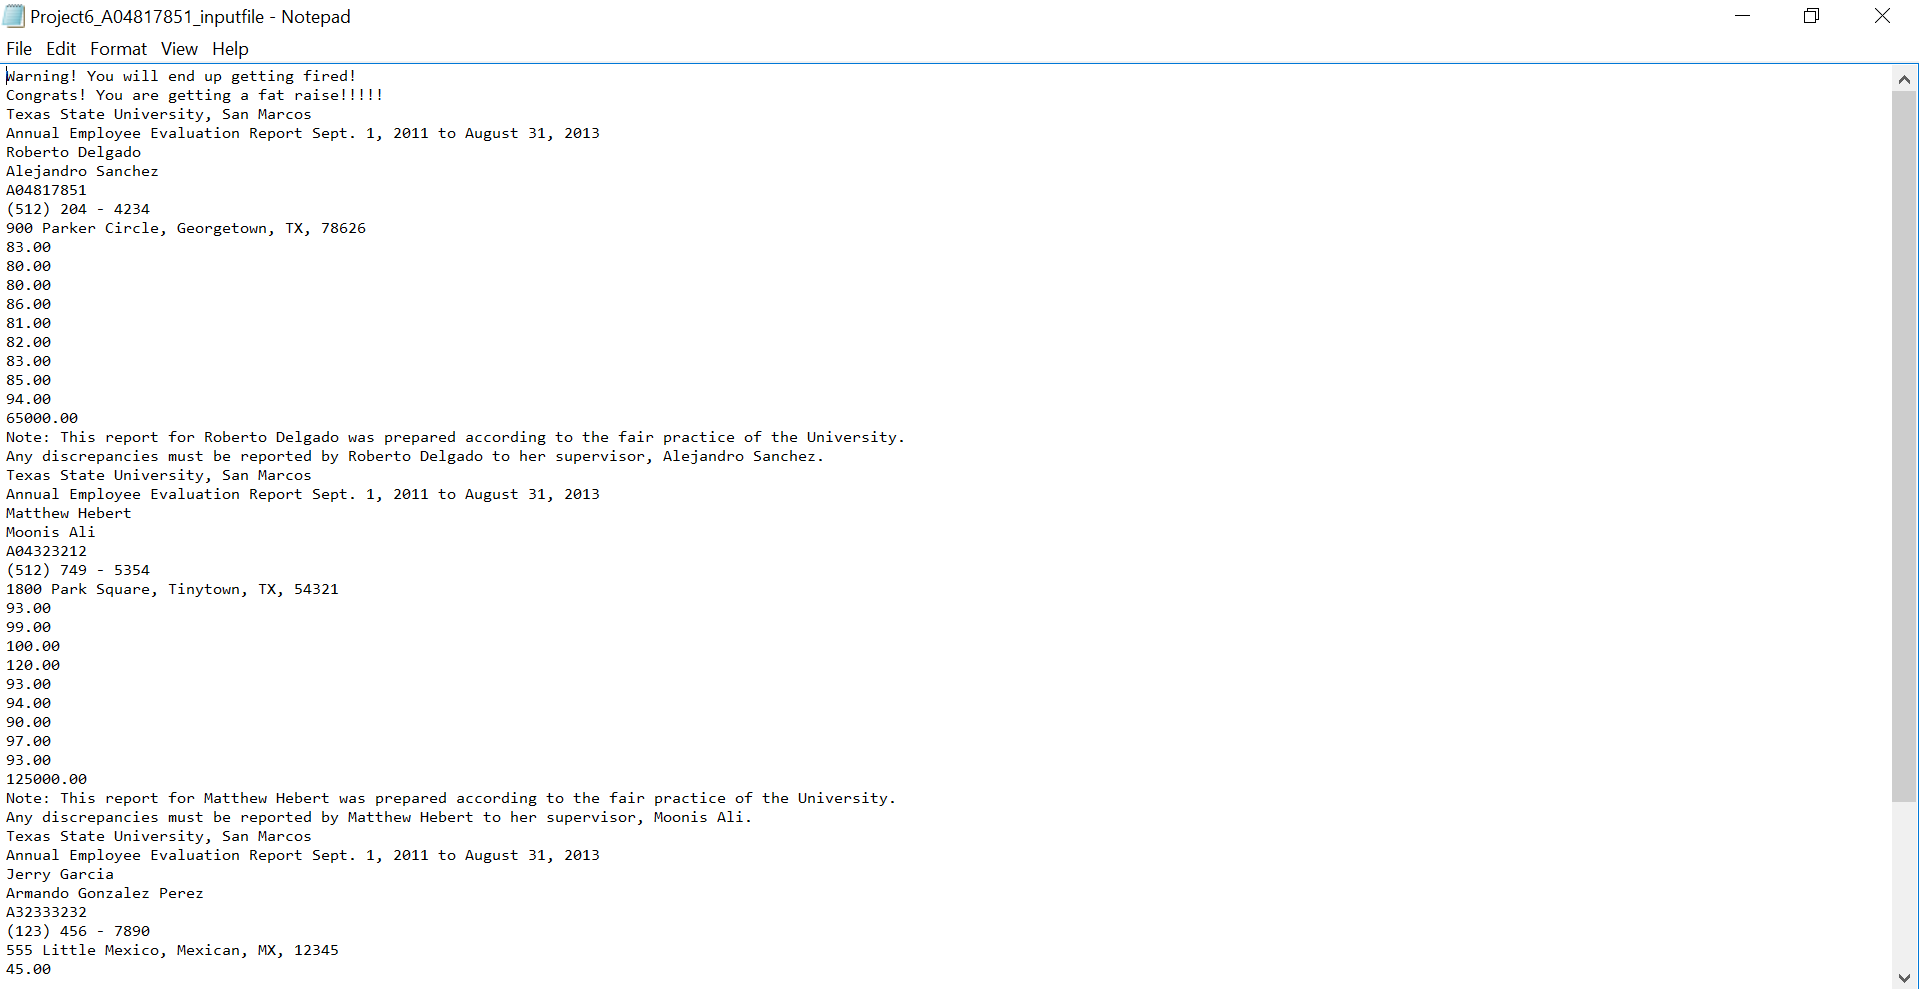 Project6_A04817851_inputfile - Notepad
File Edit Format View Help
Warning! You will end up getting fired!
Congrats! You are getting a fat raise!!!!!
Texas State University, San Marcos
Annual Employee Evaluation Report Sept. 1, 2011 to August 31, 2013
Roberto Delgado
Alejandro Sanchez
A04817851
(512) 204 - 4234
900 Parker Circle, Georgetown, TX, 78626
83.00
80.00
80.00
86.00
81.00
82.00
83.00
85.00
94.00
65000.00
Note: This report for Roberto Delgado was prepared according to the fair practice of the University.
Any discrepancies must be reported by Roberto Delgado to her supervisor, Alejandro Sanchez.
Texas State University, San Marcos
Annual Employee Evaluation Report Sept. 1, 2011 to August 31, 2013
Matthew Hebert
Moonis Ali
A04323212
(512) 749 - 5354
1800 Park Square, Tinytown, TX, 54321
93.00
99.00
100.00
120.00
93.00
94.00
90.00
97.00
93.00
125000.00
Note: This report for Matthew Hebert was prepared according to the fair practice of the University.
Any discrepancies must be reported by Matthew Hebert to her supervisor, Moonis Ali.
Texas State University, San Marcos
Annual Employee Evaluation Report Sept. 1, 2011 to August 31, 2013
Jerry Garcia
Armando Gonzalez Perez
A32333232
(123) 456 - 7890
555 Little Mexico, Mexican, MX, 12345
45.00